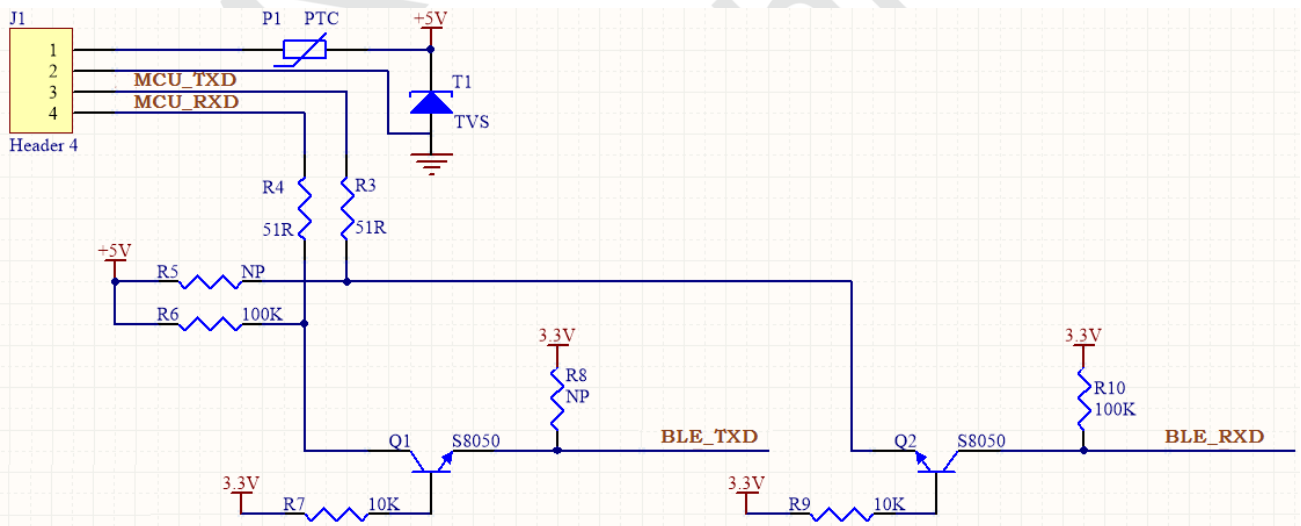 J1
P1 PTC
+5V
1
2
MCU_TXD
3
MCU_RXD
4
T1
TVS
Header 4
R4
R3
51R
51R
+5V
R5 NP
R6 100K
3.3V
3.3V
R8
NP
R10
100K
Q1 S8050
BLE_TXD
Q2 S8050
BLE_RXD
3.3V
R7 10K
3.3V
R9 10K